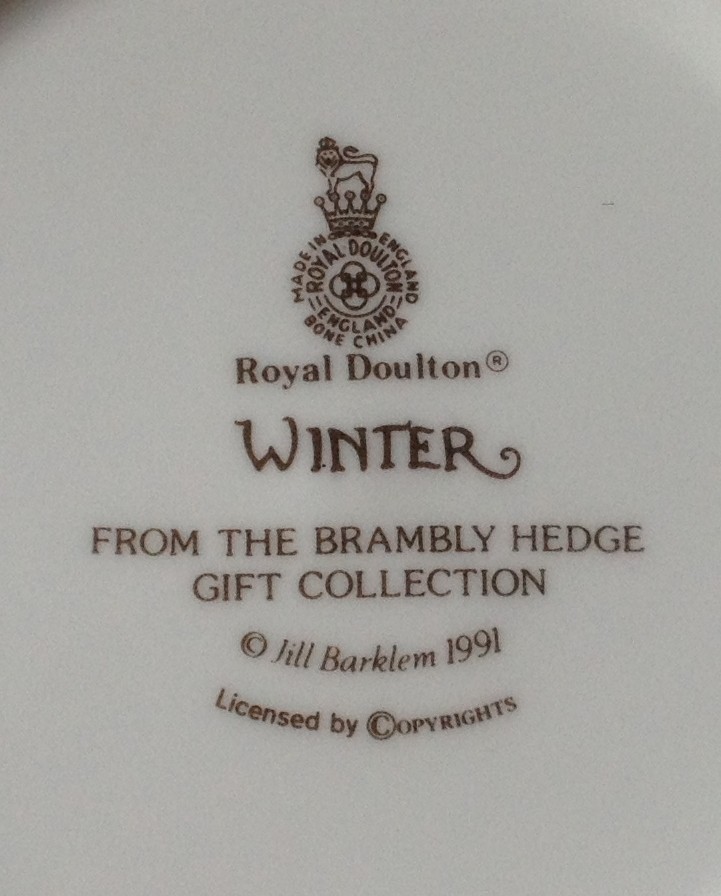 MADE IN ENGLAND
ROYAL DOULTON
ENGLAND
BONE CHINA
Royal Doulton®
WINTER
FROM THE BRAMBLY HEDGE
GIFT COLLECTION
© Jill Barklem 1991
Licensed by ©OPYRIGHTS